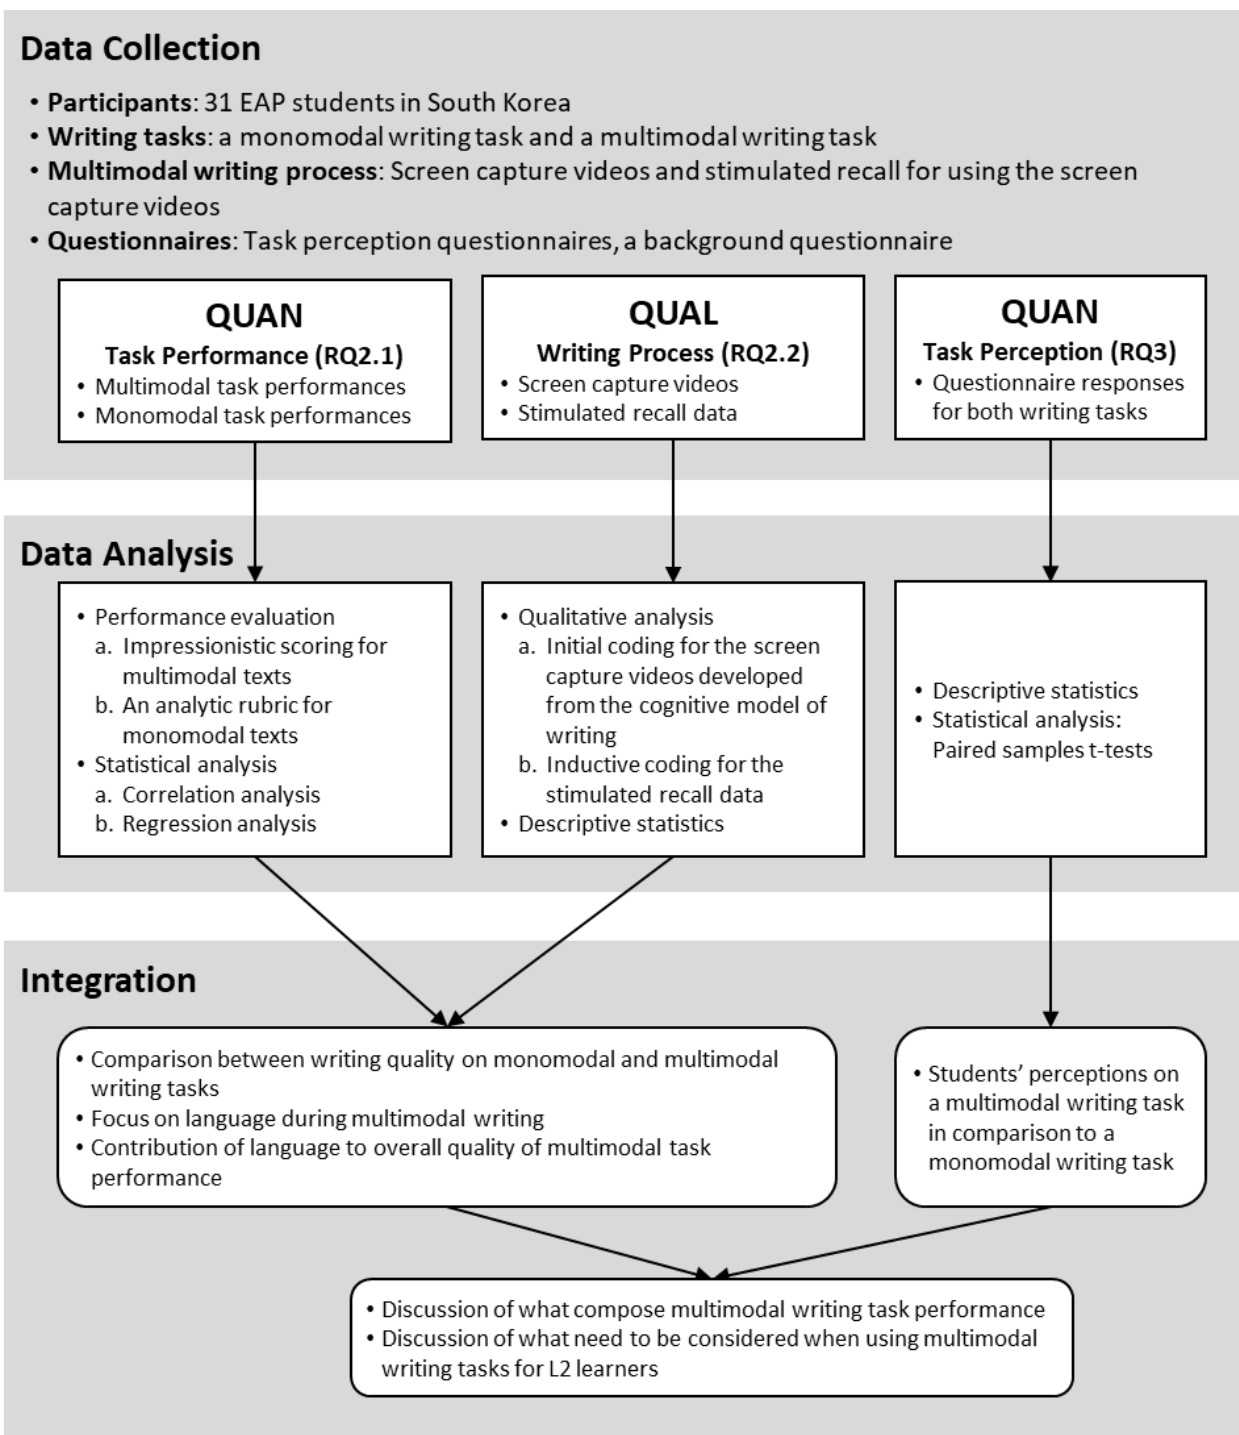 Data Collection
• Participants: 31 EAP students in South Korea
• Writing tasks: a monomodal writing task and a multimodal writing task
• Multimodal writing process: Screen capture videos and stimulated recall for using the screen
capture videos
• Questionnaires: Task perception questionnaires, a background questionnaire
QUAN
Task Performance (RQ2.1)
• Multimodal task performances
• Monomodal task performances
QUAL
Writing Process (RQ2.2)
• Screen capture videos
• Stimulated recall data
QUAN
Task Perception (RQ3)
• Questionnaire responses
for both writing tasks
Data Analysis
• Performance evaluation
a. Impressionistic scoring for
multimodal texts
b. An analytic rubric for
monomodal texts
• Statistical analysis
a. Correlation analysis
b. Regression analysis
• Qualitative analysis
a. Initial coding for the screen
capture videos developed
from the cognitive model of
writing
b. Inductive coding for the
stimulated recall data
• Descriptive statistics
• Descriptive statistics
• Statistical analysis:
Paired samples t-tests
Integration
• Comparison between writing quality on monomodal and multimodal
writing tasks
• Focus on language during multimodal writing
• Contribution of language to overall quality of multimodal task
performance
• Students’ perceptions on
a multimodal writing task
in comparison to a
monomodal writing task
• Discussion of what compose multimodal writing task performance
• Discussion of what need to be considered when using multimodal
writing tasks for L2 learners